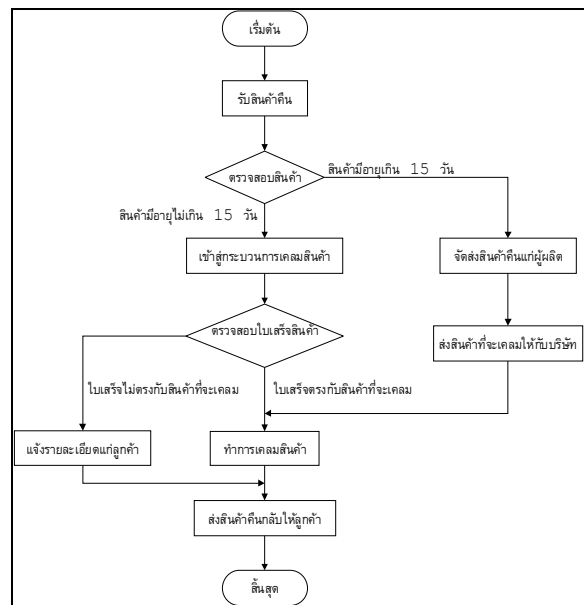 เริ่มต้น
รับสินค้าคืน
ตรวจสอบสินค้า
สินค้ามีอายุเกิน 15 วัน
สินค้ามีอายุไม่เกิน 15 วัน
เข้าสู่กระบวนการเคลมสินค้า
จัดส่งสินค้าคืนแก่ผู้ผลิต
ตรวจสอบใบเสร็จสินค้า
ส่งสินค้าที่จะเคลมให้กับบริษัท
ใบเสร็จไม่ตรงกับสินค้าที่จะเคลม
ใบเสร็จตรงกับสินค้าที่จะเคลม
แจ้งรายละเอียดแก่ลูกค้า
ทำการเคลมสินค้า
ส่งสินค้าคืนกลับให้ลูกค้า
สิ้นสุด